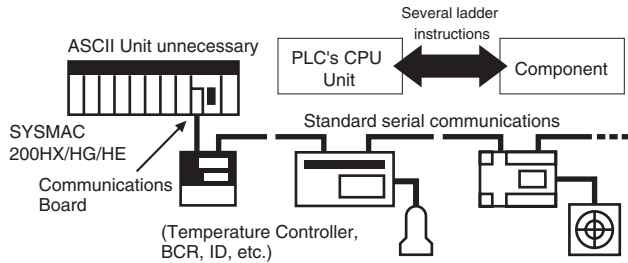 Several ladder
instructions
ASCII Unit unnecessary
PLC's CPU
Unit
Component
SYSMAC
200HX/HG/HE
Standard serial communications
Communications
Board
(Temperature Controller,
BCR, ID, etc.)